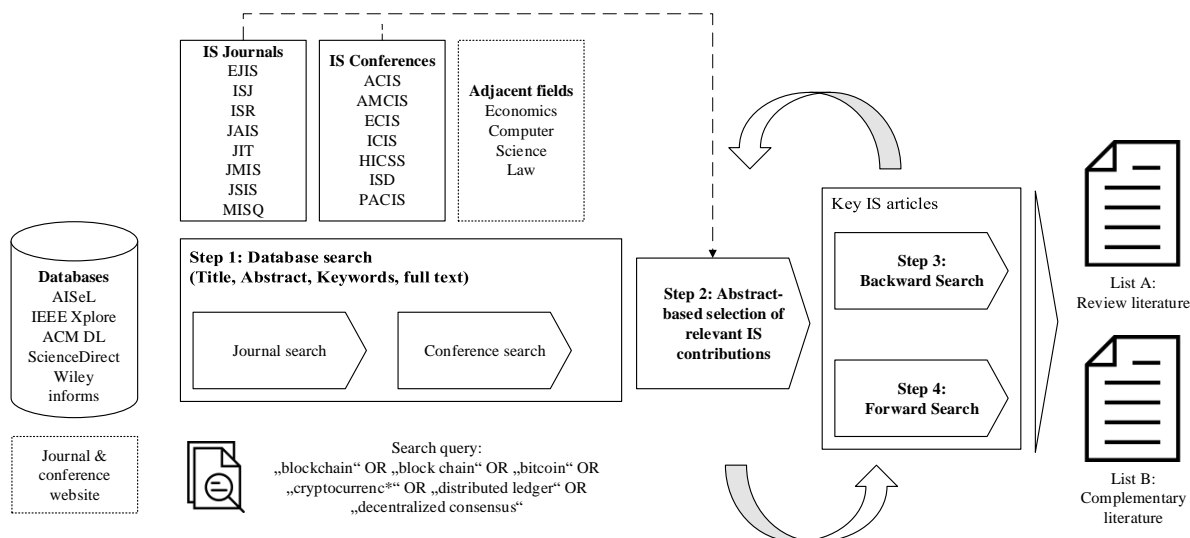 IS Journals
EJIS
ISJ
ISR
JAIS
JIT
JMIS
JSIS
MISQ
IS Conferences
ACIS
AMCIS
ECIS
ICIS
HICSS
ISD
PACIS
Adjacent fields
Economics
Computer
Science
Law
Databases
AISeL
IEEE Xplore
ACM DL
ScienceDirect
Wiley
informs
Journal &
conference
website
Step 1: Database search
(Title, Abstract, Keywords, full text)
Journal search
Conference search
Search query:
„blockchain“ OR „block chain“ OR „bitcoin“ OR
„cryptocurrenc*“ OR „distributed ledger“ OR
„decentralized consensus“
Step 2: Abstract-
based selection of
relevant IS
contributions
Key IS articles
Step 3:
Backward Search
Step 4:
Forward Search
List A:
Review literature
List B:
Complementary
literature